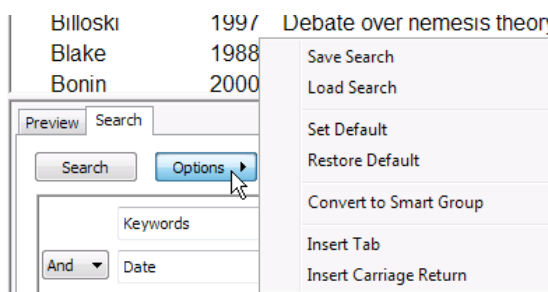 Billoski 1997 Debate over nemesis theory
Blake 1988
Bonin 2000
Save Search
Load Search
Set Default
Restore Default
Convert to Smart Group
Insert Tab
Insert Carriage Return
Preview Search
Search Options
Keywords
And Date